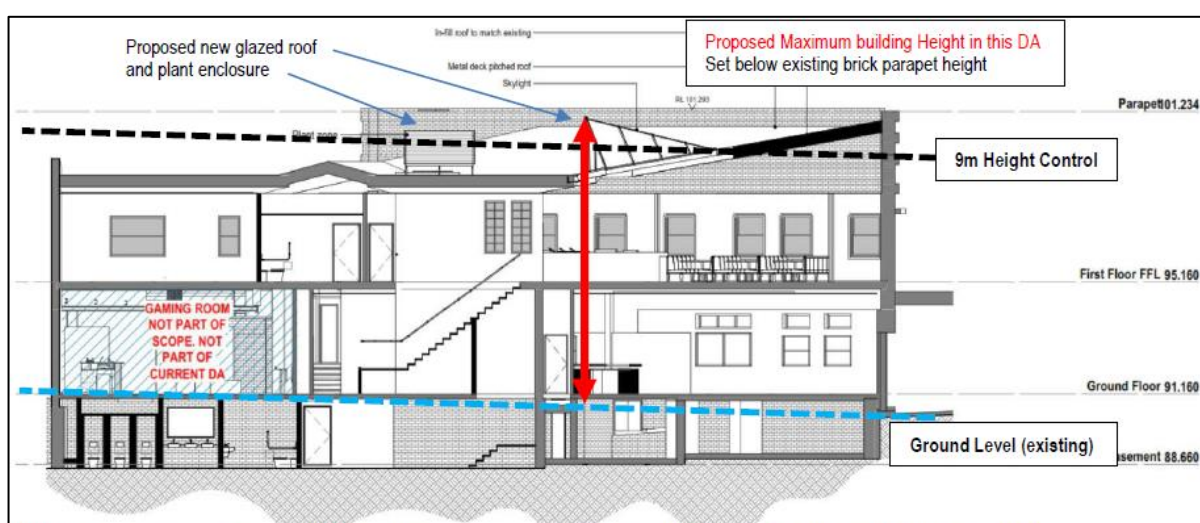 Proposed new glazed roof
and plant enclosure
In-fill roof to match existing
Metal deck pitched roof
Skylight
Proposed Maximum building Height in this DA
Set below existing brick parapet height
RL 101.290
Parapet101.234
Plant zone
9m Height Control
First Floor FFL 95.160
GAMING ROOM
NOT PART OF
SCOPE. NOT
PART OF
CURRENT DA
Ground Floor 91.160
Ground Level (existing)
asement 88.660